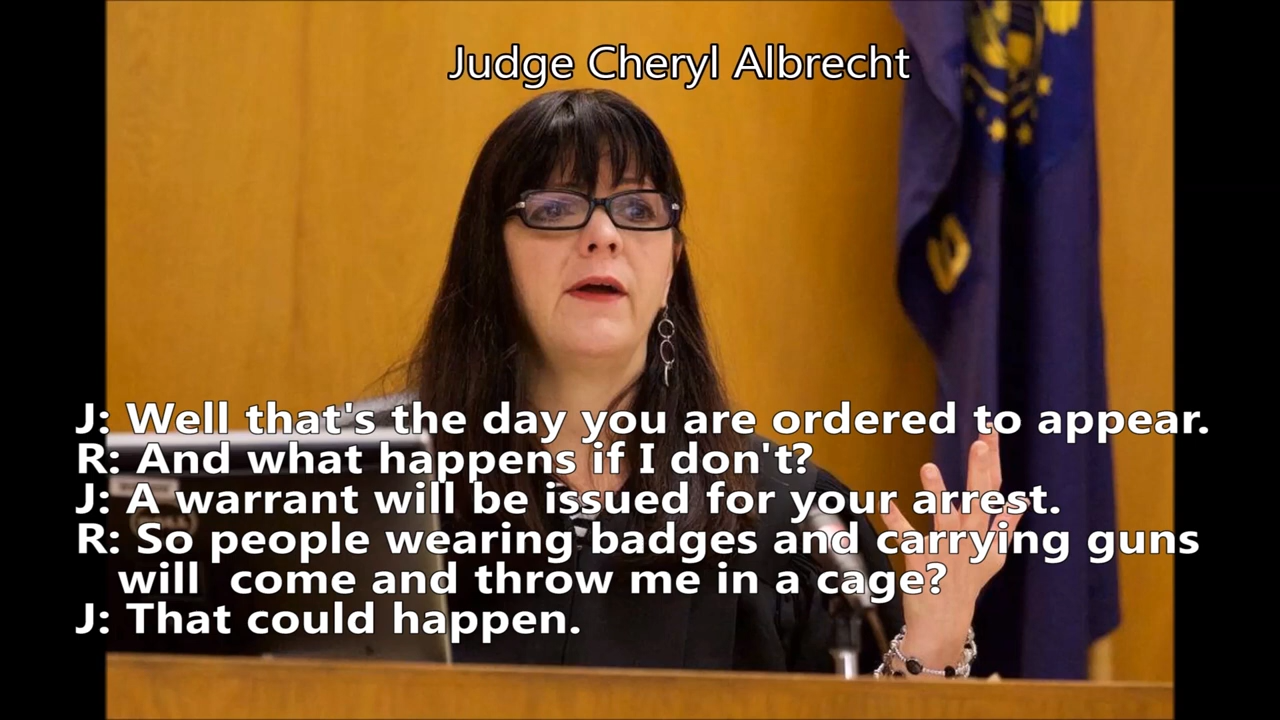 Judge Cheryl Albrecht
J: Well that's the day you are ordered to appear.
R: And what happens if I don't?
J: A warrant will be issued for your arrest.
R: So people wearing badges and carrying guns
will  come and throw me in a cage?
J: That could happen.